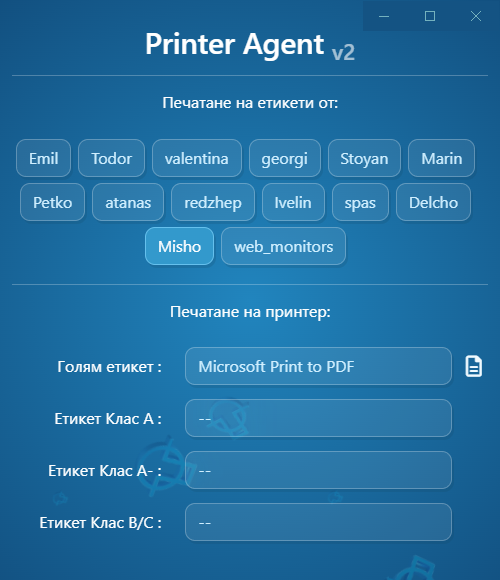 Printer Agent v2
Печатане на етикети от:
Emil Todor valentina georgi Stoyan Marin
Petko atanas redzhep Ivelin spas Delcho
Misho web_monitors
Печатане на принтер:
Голям етикет : Microsoft Print to PDF
Етикет Клас A : --
Етикет Клас A- : --
Етикет Клас B/C : --